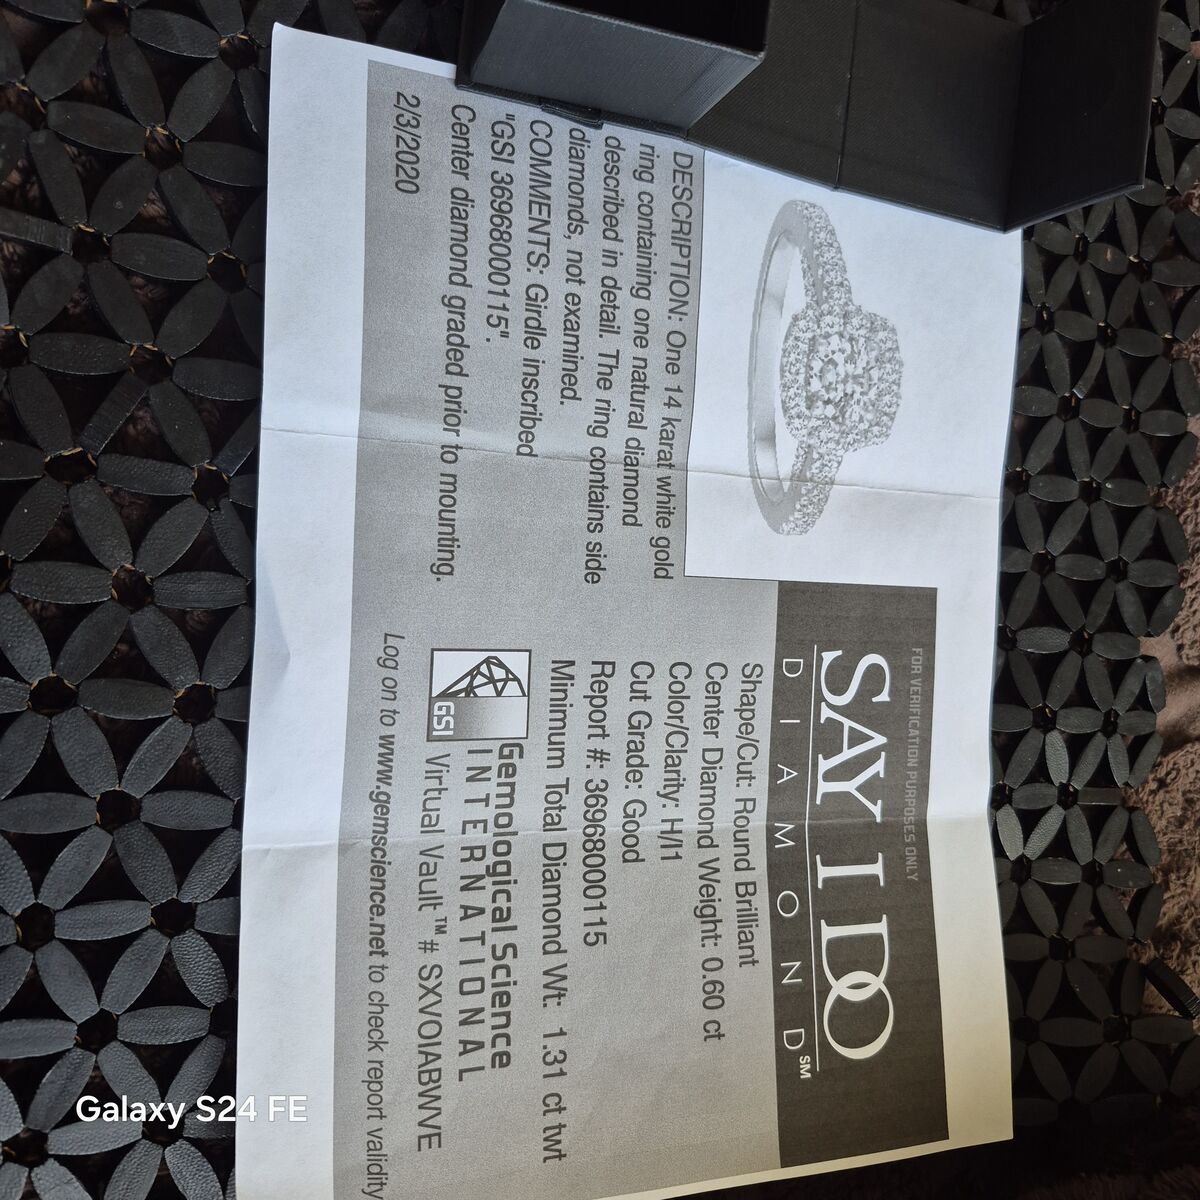 FOR VERIFICATION PURPOSES ONLY
SAY I DO
DIAMOND℠
DESCRIPTION: One 14 karat white gold
ring containing one natural diamond
described in detail. The ring contains side
diamonds, not examined.
COMMENTS: Girdle inscribed
"GSI 36968000115".
Center diamond graded prior to mounting.
2/3/2020
Shape/Cut: Round Brilliant
Center Diamond Weight: 0.60 ct
Color/Clarity: H/I1
Cut Grade: Good
Report #: 36968000115
Minimum Total Diamond Wt: 1.31 ct twt
GSI
Gemological Science
INTERNATIONAL
Virtual Vault™# SXVOIABWVE
Log on to www.gemscience.net to check report validity
Galaxy S24 FE